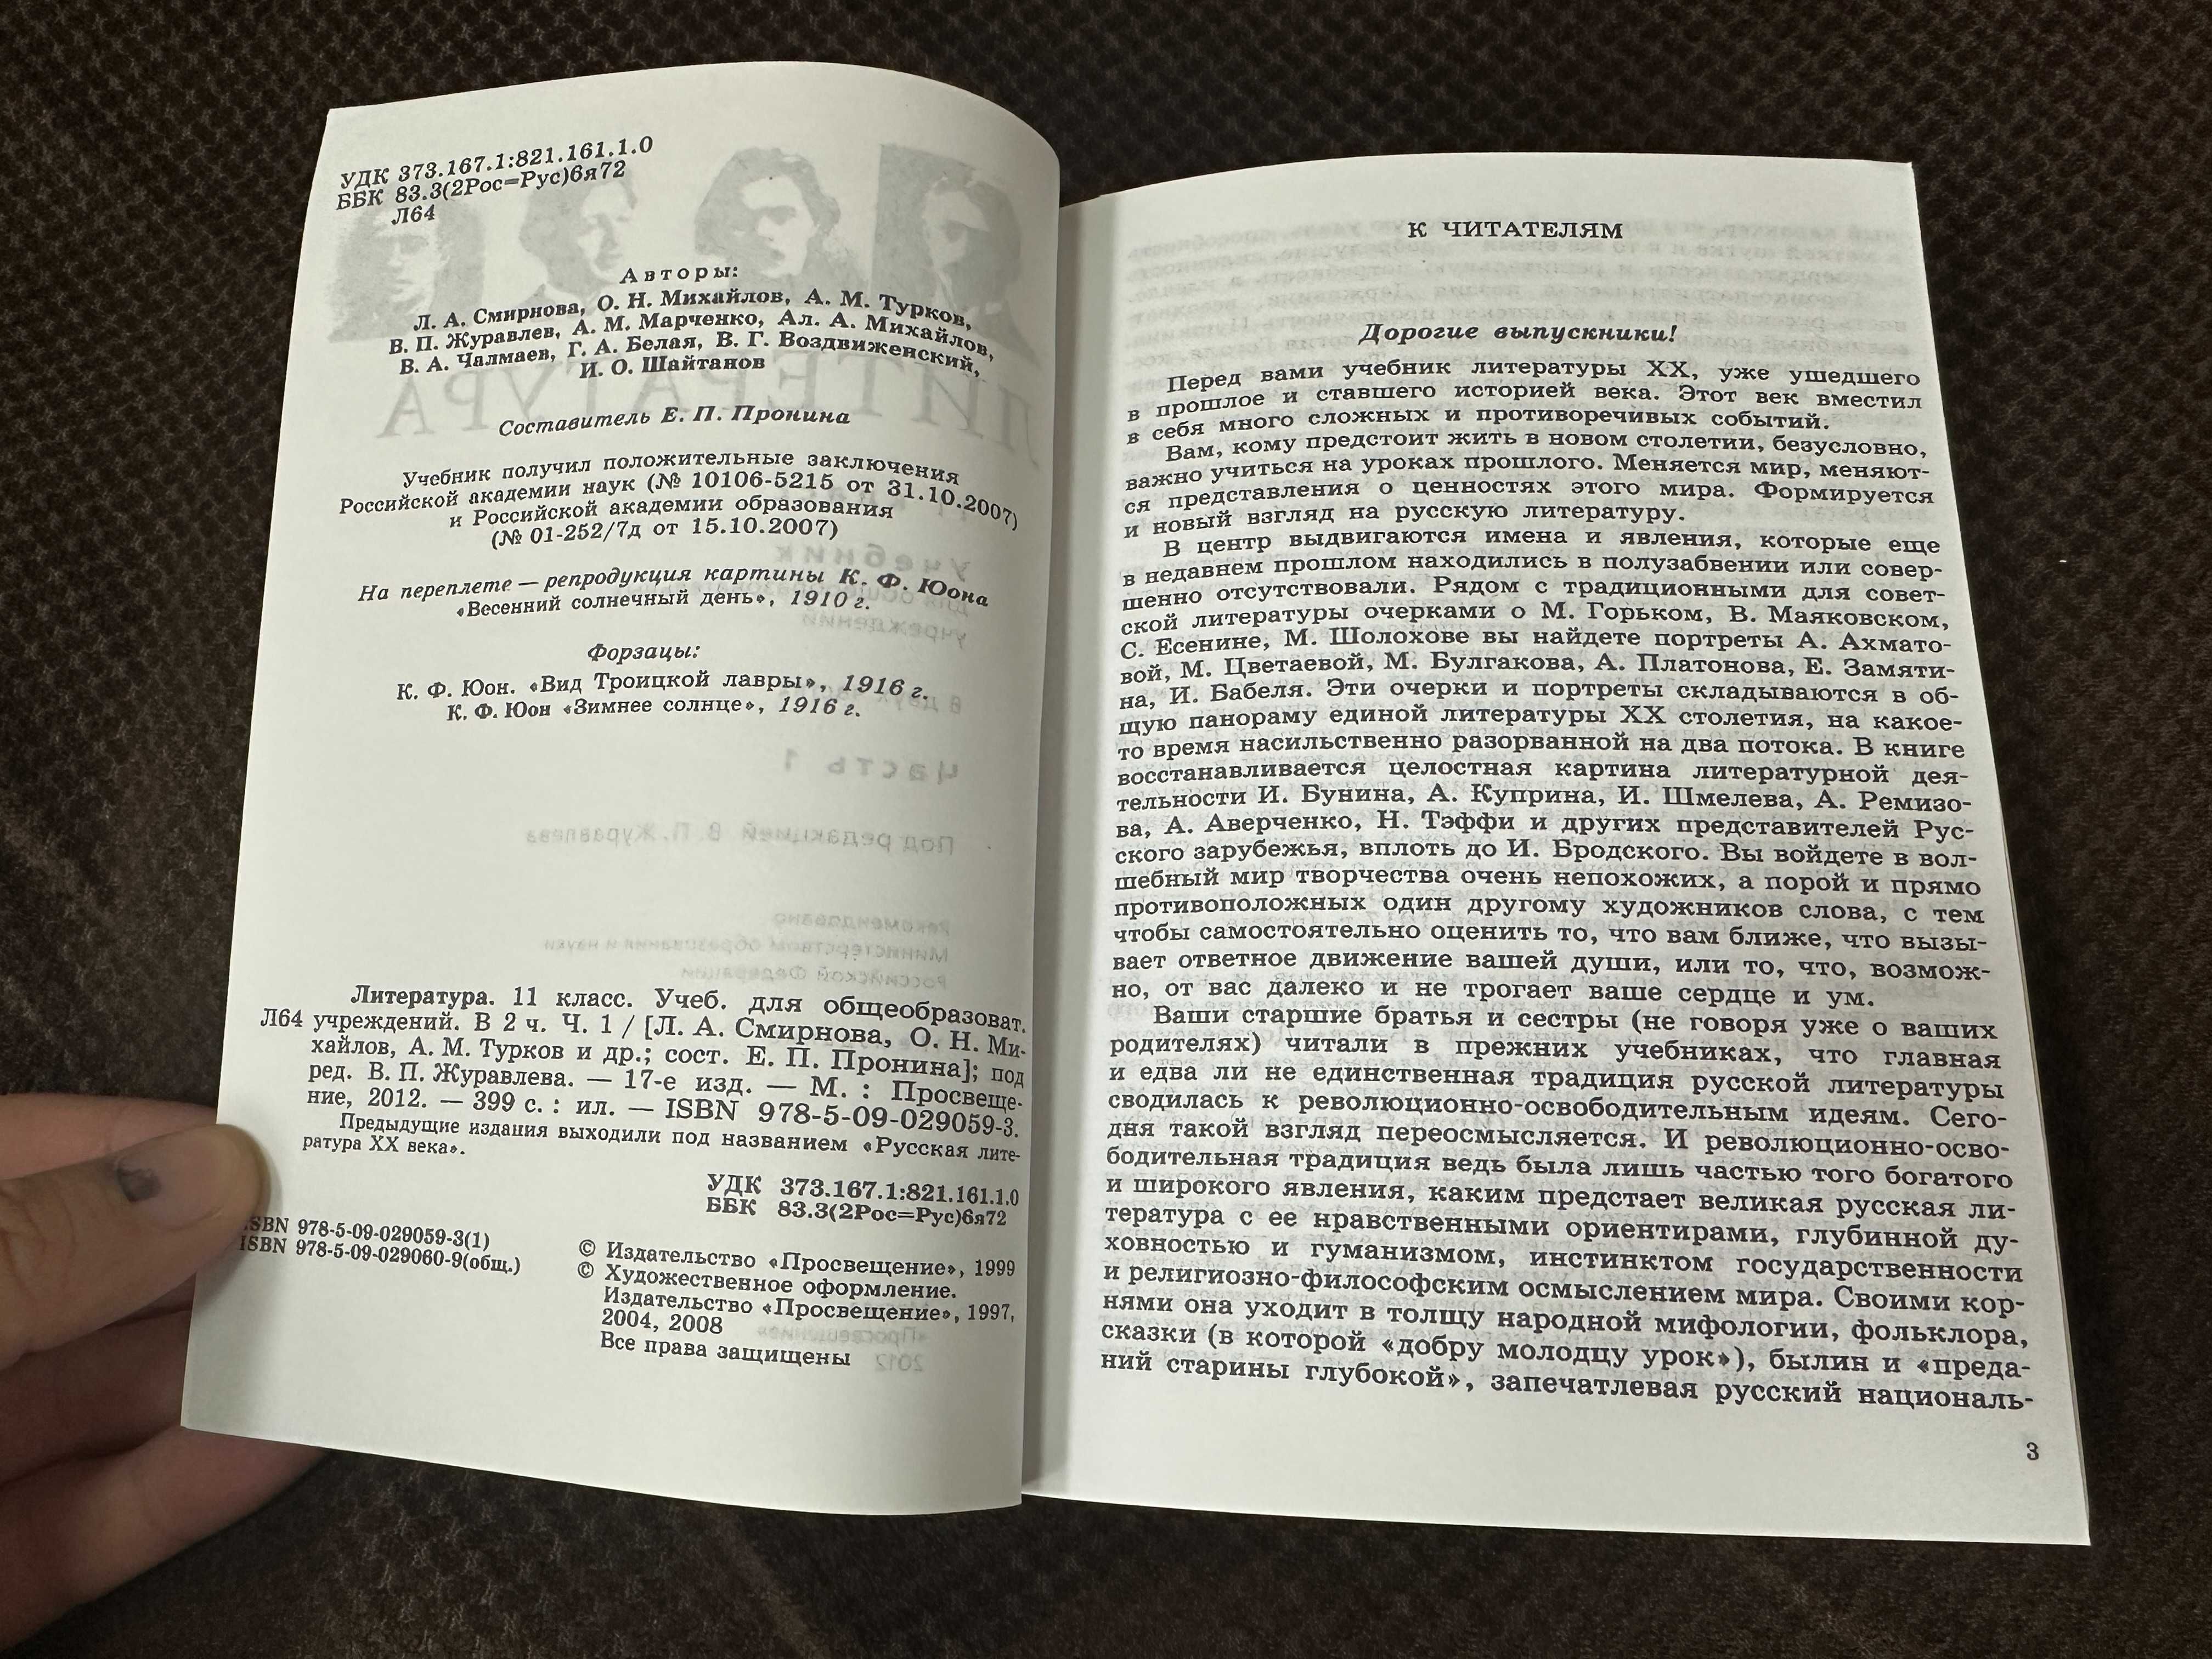 УДК 373.167.1:821.161.1.0
ББК 83.3(2Рос=Рус)6я72
Л64
Авторы:
Л. А. Смирнова, О. Н. Михайлов, А. М. Турков,
В. П. Журавлев, А. М. Марченко, Ал. А. Михайлов,
В. А. Чалмаев, Г. А. Белая, В. Г. Воздвиженский,
И. О. Шайтанов
Составитель Е. П. Пронина
Учебник получил положительные заключения
Российской академии наук (№ 10106-5215 от 31.10.2007)
и Российской академии образования
(№ 01-252/7д от 15.10.2007)
На переплете — репродукция картины К. Ф. Юона
«Весенний солнечный день», 1910 г.
Форзацы:
К. Ф. Юон. «Вид Троицкой лавры», 1916 г.
К. Ф. Юон «Зимнее солнце», 1916 г.
Литература. 11 класс. Учеб. для общеобразоват.
Л64 учреждений. В 2 ч. Ч. 1 / [Л. А. Смирнова, О. Н. Ми-
хайлов, А. М. Турков и др.; сост. Е. П. Пронина]; под
ред. В. П. Журавлева. — 17-е изд. — М. : Просвеще-
ние, 2012. — 399 с. : ил. — ISBN 978-5-09-029059-3.
Предыдущие издания выходили под названием «Русская лите-
ратура XX века».
УДК 373.167.1:821.161.1.0
ББК 83.3(2Рос=Рус)6я72
ISBN 978-5-09-029059-3(1)
ISBN 978-5-09-029060-9(общ.)
© Издательство «Просвещение», 1999
© Художественное оформление.
Издательство «Просвещение», 1997,
2004, 2008
Все права защищены
К ЧИТАТЕЛЯМ
Дорогие выпускники!
Перед вами учебник литературы XX, уже ушедшего
в прошлое и ставшего историей века. Этот век вместил
в себя много сложных и противоречивых событий.
Вам, кому предстоит жить в новом столетии, безусловно,
важно учиться на уроках прошлого. Меняется мир, меняют-
ся представления о ценностях этого мира. Формируется
и новый взгляд на русскую литературу.
В центр выдвигаются имена и явления, которые еще
в недавнем прошлом находились в полузабвении или совер-
шенно отсутствовали. Рядом с традиционными для совет-
ской литературы очерками о М. Горьком, В. Маяковском,
С. Есенине, М. Шолохове вы найдете портреты А. Ахмато-
вой, М. Цветаевой, М. Булгакова, А. Платонова, Е. Замяти-
на, И. Бабеля. Эти очерки и портреты складываются в об-
щую панораму единой литературы XX столетия, на какое-
то время насильственно разорванной на два потока. В книге
восстанавливается целостная картина литературной дея-
тельности И. Бунина, А. Куприна, И. Шмелева, А. Ремизо-
ва, А. Аверченко, Н. Тэффи и других представителей Рус-
ского зарубежья, вплоть до И. Бродского. Вы войдете в вол-
шебный мир творчества очень непохожих, а порой и прямо
противоположных один другому художников слова, с тем
чтобы самостоятельно оценить то, что вам ближе, что вызы-
вает ответное движение вашей души, или то, что, возмож-
но, от вас далеко и не трогает ваше сердце и ум.
Ваши старшие братья и сестры (не говоря уже о ваших
родителях) читали в прежних учебниках, что главная
и едва ли не единственная традиция русской литературы
сводилась к революционно-освободительным идеям. Сего-
дня такой взгляд переосмысляется. И революционно-осво-
бодительная традиция ведь была лишь частью того богатого
и широкого явления, каким предстает великая русская ли-
тература с ее нравственными ориентирами, глубинной ду-
ховностью и гуманизмом, инстинктом государственности
и религиозно-философским осмыслением мира. Своими кор-
нями она уходит в толщу народной мифологии, фольклора,
сказки (в которой «добру молодцу урок»), былин и «преда-
ний старины глубокой», запечатлевая русский националь-
3